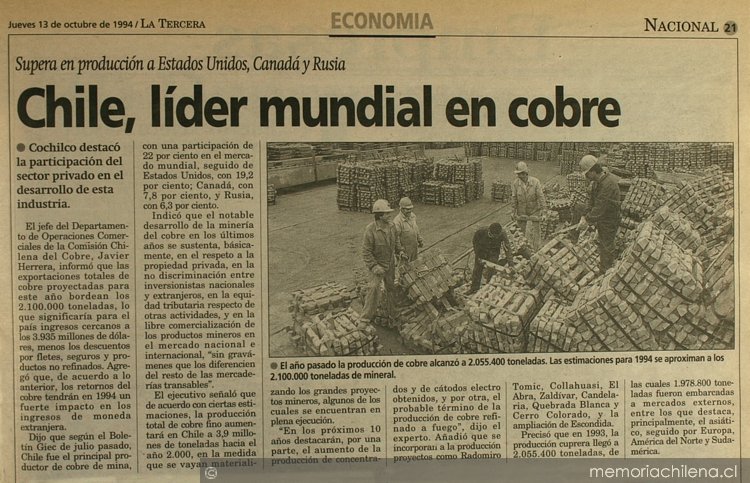 Jueves 13 de octubre de 1994 / LA TERCERA
ECONOMIA
NACIONAL 21
Supera en producción a Estados Unidos, Canadá y Rusia
Chile, líder mundial en cobre
● Cochilco destacó
la participación del
sector privado en el
desarrollo de esta
industria.
El jefe del Departamen-
to de Operaciones Comer-
ciales de la Comisión Chi-
lena del Cobre, Javier
Herrera, informó que las
exportaciones totales de
cobre proyectadas para
este año bordean los
2.100.000 toneladas, lo
que significaría para el
país ingresos cercanos a
los 3.935 millones de dóla-
res, menos los descuentos
por fletes, seguros y pro-
ductos no refinados. Agre-
gó que, de acuerdo a lo
anterior, los retornos del
cobre tendrán en 1994 un
fuerte impacto en los
ingresos de moneda
extranjera.
Dijo que según el Bole-
tín Giec de julio pasado,
Chile fue el principal pro-
ductor de cobre de mina,
con una participación de
22 por ciento en el merca-
do mundial, seguido de
Estados Unidos, con 19,2
por ciento; Canadá, con
7,8 por ciento, y Rusia,
con 6,3 por ciento.
Indicó que el notable
desarrollo de la minería
del cobre en los últimos
años se sustenta, básica-
mente, en el respeto a la
propiedad privada, en la
no discriminación entre
inversionistas nacionales
y extranjeros, en la equi-
dad tributaria respecto de
otras actividades, y en la
libre comercialización de
los productos mineros en
el mercado nacional e
internacional, "sin gravá-
menes que los diferencien
del resto de las mercade-
rías transables".
El ejecutivo señaló que
de acuerdo con ciertas esti-
maciones, la producción
total de cobre fino aumen-
tará en Chile a 3,9 millo-
nes de toneladas hacia el
año 2.000, en la medida
que se vayan materiali-
● El año pasado la producción de cobre alcanzó a 2.055.400 toneladas. Las estimaciones para 1994 se aproximan a los
2.100.000 toneladas de mineral.
zando los grandes proyec-
tos mineros, algunos de los
cuales se encuentran en
plena ejecución.
"En los próximos 10
años destacarán, por una
parte, el aumento de la
producción de concentra-
dos y de cátodos electro
obtenidos, y por otra, el
probable término de la
producción de cobre refi-
nado a fuego", dijo el
experto. Añadió que se
incorporan a la producción
proyectos como Radomiro
Tomic, Collahuasi, El
Abra, Zaldívar, Candela-
ria, Quebrada Blanca y
Cerro Colorado, y la
ampliación de Escondida.
Precisó que en 1993, la
producción cuprera llegó a
2.055.400 toneladas, de
las cuales 1.978.800 tone-
ladas fueron embarcadas
a mercados externos,
entre los que destaca,
principalmente, el asiáti-
co, seguido por Europa,
América del Norte y Suda-
mérica.
© memoriachilena.cl